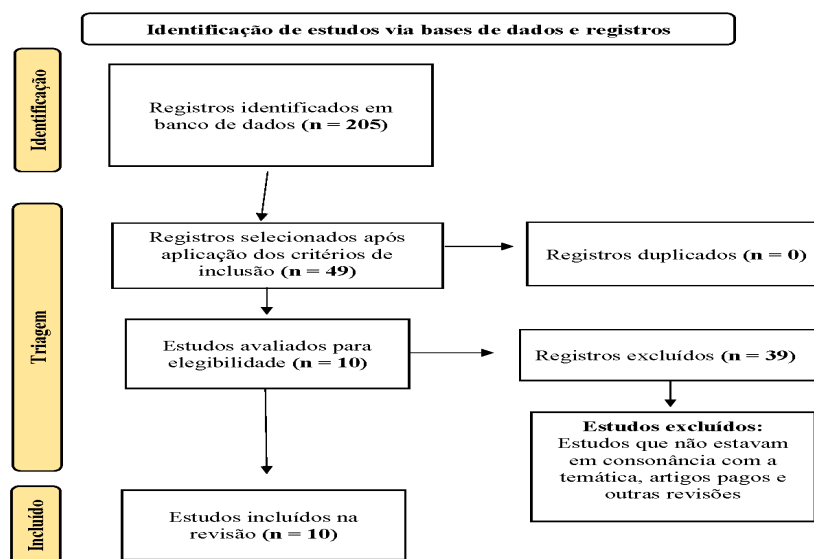 Identificação de estudos via bases de dados e registros
Identificação
Registros identificados em
banco de dados (n = 205)
Triagem
Registros selecionados após
aplicação dos critérios de
inclusão (n = 49)
Registros duplicados (n = 0)
Estudos avaliados para
elegibilidade (n = 10)
Registros excluídos (n = 39)
Estudos excluídos:
Estudos que não estavam
em consonância com a
temática, artigos pagos e
outras revisões
Incluído
Estudos incluídos na
revisão (n = 10)